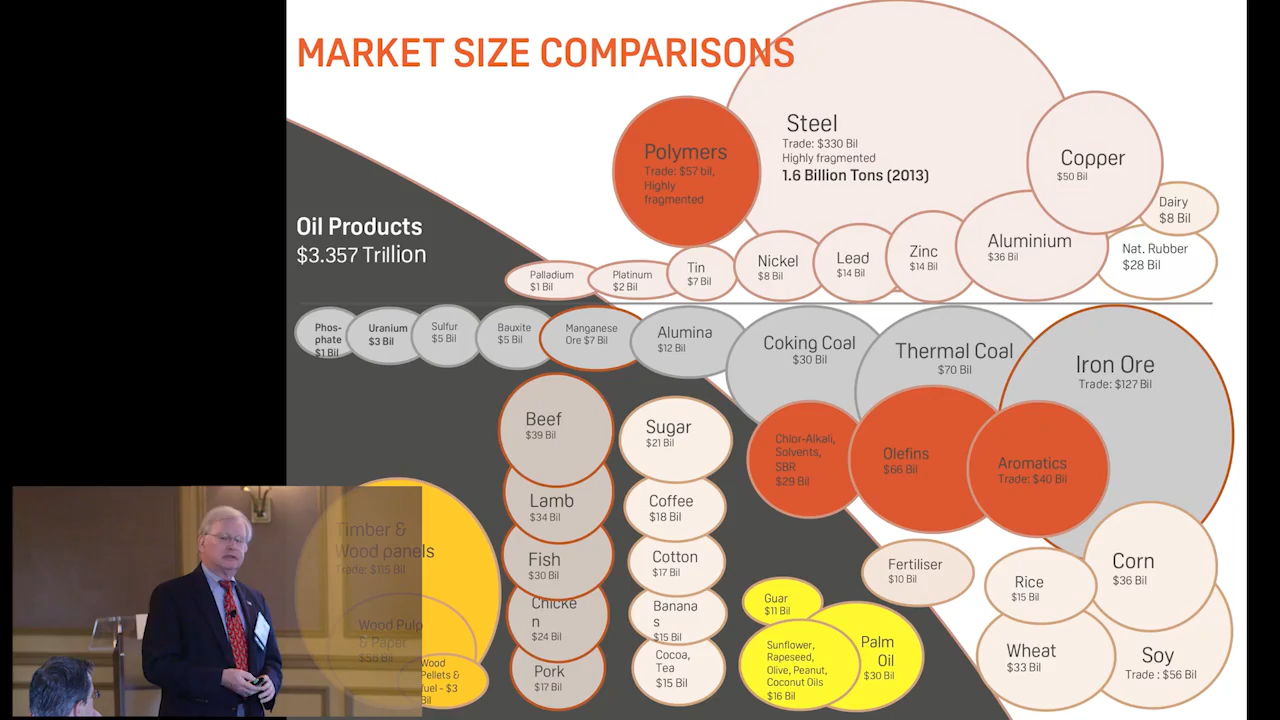 MARKET SIZE COMPARISONS
Steel
Trade: $330 Bil
Highly fragmented
1.6 Billion Tons (2013)
Polymers
Trade: $57 bil,
Highly
fragmented
Copper
$50 Bil
Dairy
$8 Bil
Oil Products
$3.357 Trillion
Palladium
$1 Bil
Platinum
$2 Bil
Tin
$7 Bil
Nickel
$8 Bil
Lead
$14 Bil
Zinc
$14 Bil
Aluminium
$36 Bil
Nat. Rubber
$28 Bil
Phos-
phate
$1 Bil
Uranium
$3 Bil
Sulfur
$5 Bil
Bauxite
$5 Bil
Manganese
Ore $7 Bil
Alumina
$12 Bil
Coking Coal
$30 Bil
Thermal Coal
$70 Bil
Iron Ore
Trade: $127 Bil
Beef
$39 Bil
Sugar
$21 Bil
Chlor-Alkali,
Solvents,
SBR
$29 Bil
Olefins
$66 Bil
Aromatics
Trade: $40 Bil
Timber &
Wood panels
Trade: $115 Bil
Lamb
$34 Bil
Coffee
$18 Bil
Fish
$30 Bil
Cotton
$17 Bil
Fertiliser
$10 Bil
Rice
$15 Bil
Corn
$36 Bil
Wood Pulp
& Paper
$56 Bil
Chicke
n
$24 Bil
Banana
s
$15 Bil
Guar
$11 Bil
Wood
Pellets &
fuel - $3
Bil
Pork
$17 Bil
Cocoa,
Tea
$15 Bil
Sunflower,
Rapeseed,
Olive, Peanut,
Coconut Oils
$16 Bil
Palm
Oil
$30 Bil
Wheat
$33 Bil
Soy
Trade : $56 Bil